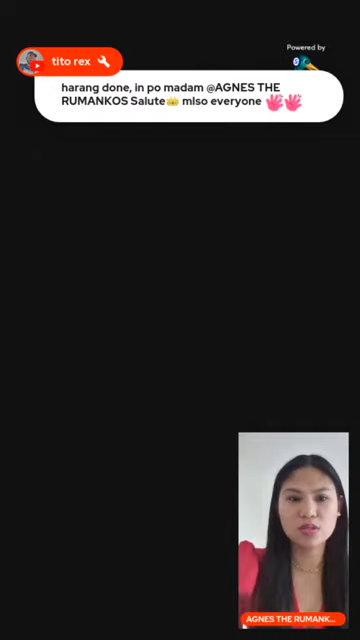 Powered by
tito rex
harang done, in po madam @AGNES THE
RUMANKOS Salute mlso everyone
AGNES THE RUMANK...